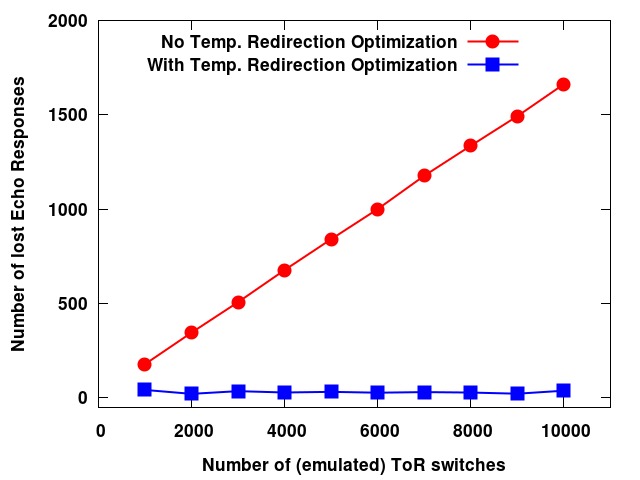 No Temp. Redirection Optimization
With Temp. Redirection Optimization
2000
1500
1000
500
0
Number of lost Echo Responses
0 2000 4000 6000 8000 10000
Number of (emulated) ToR switches